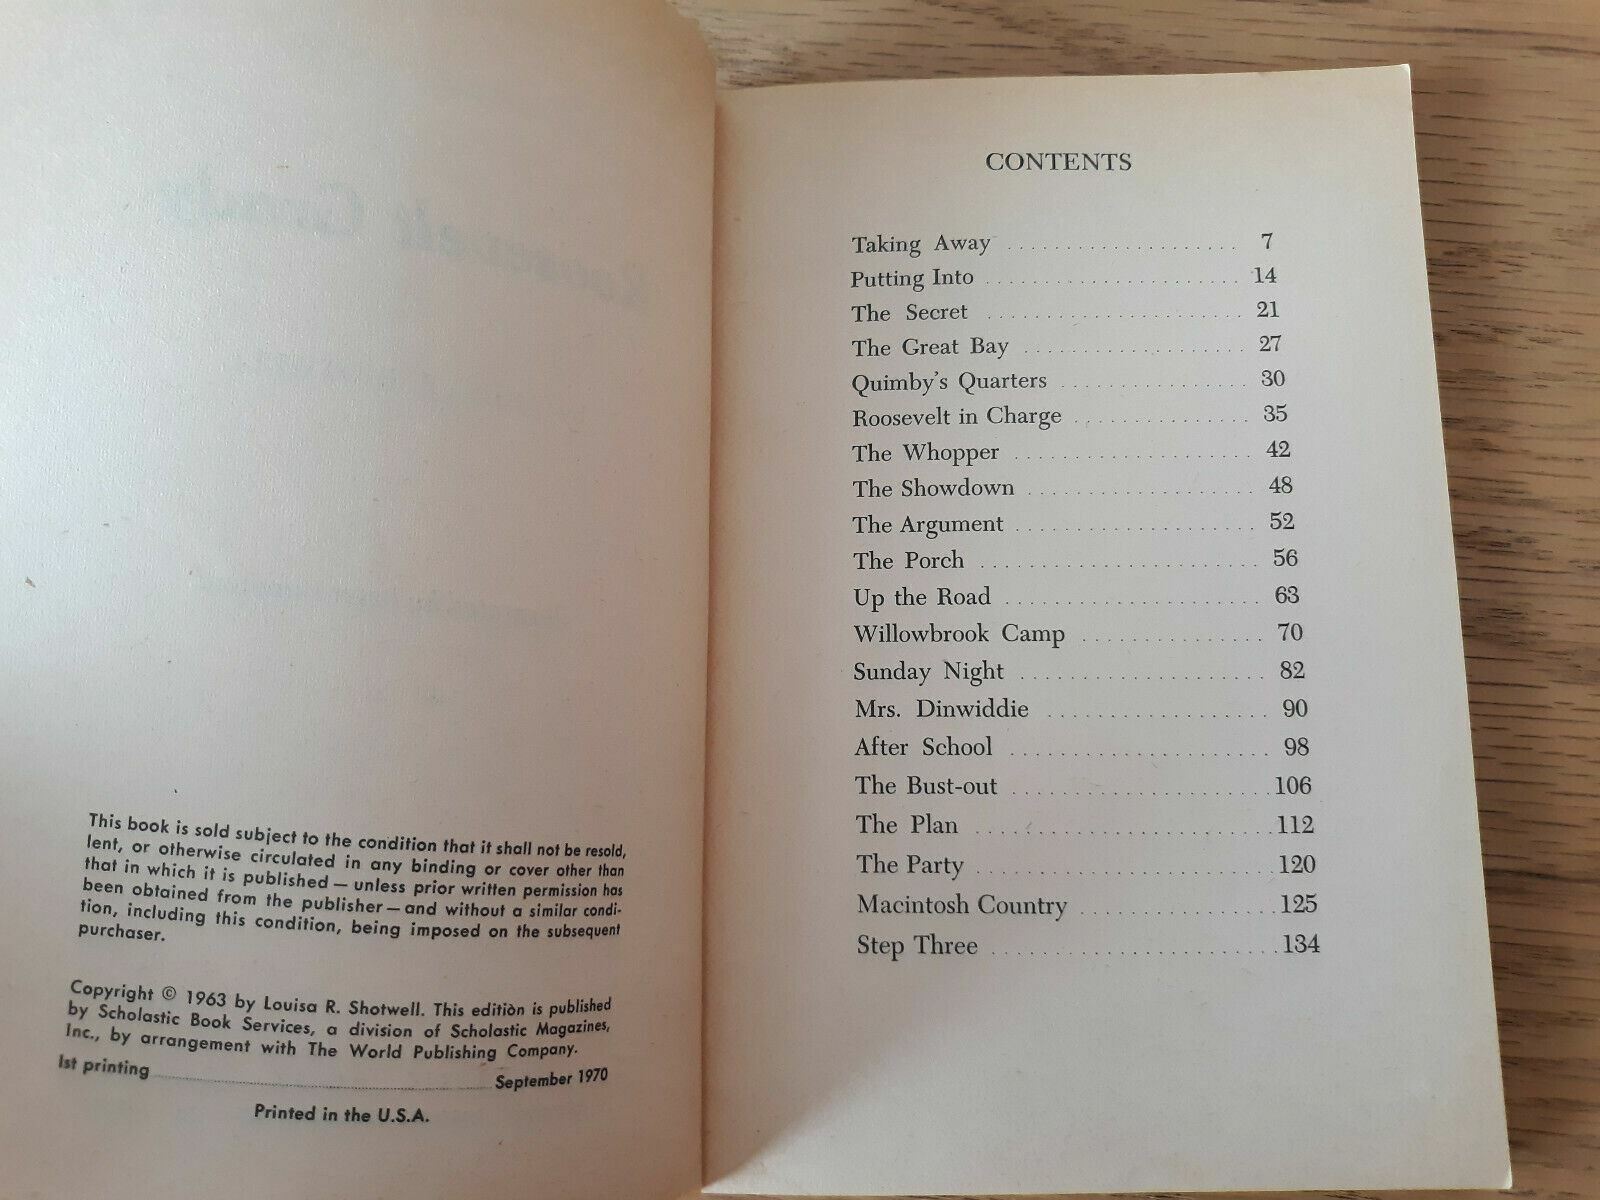 This book is sold subject to the condition that it shall not be resold,
lent, or otherwise circulated in any binding or cover other than
that in which it is published — unless prior written permission has
been obtained from the publisher — and without a similar condi-
tion, including this condition, being imposed on the subsequent
purchaser.
Copyright © 1963 by Louisa R. Shotwell. This edition is published
by Scholastic Book Services, a division of Scholastic Magazines,
Inc., by arrangement with The World Publishing Company.
1st printing ........ September 1970
Printed in the U.S.A.
CONTENTS
Taking Away ........ 7
Putting Into ........ 14
The Secret ........ 21
The Great Bay ........ 27
Quimby's Quarters ........ 30
Roosevelt in Charge ........ 35
The Whopper ........ 42
The Showdown ........ 48
The Argument ........ 52
The Porch ........ 56
Up the Road ........ 63
Willowbrook Camp ........ 70
Sunday Night ........ 82
Mrs. Dinwiddie ........ 90
After School ........ 98
The Bust-out ........ 106
The Plan ........ 112
The Party ........ 120
Macintosh Country ........ 125
Step Three ........ 134